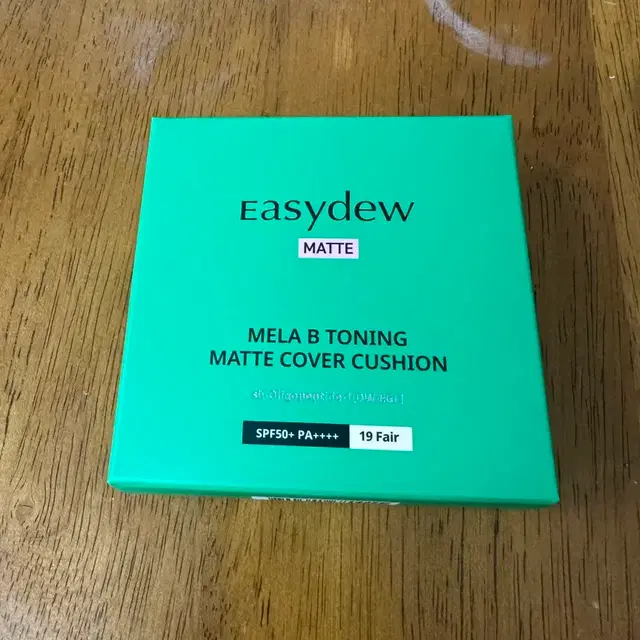 Easydew
MATTE
MELA B TONING
MATTE COVER CUSHION
SPF50+ PA++++
19 Fair